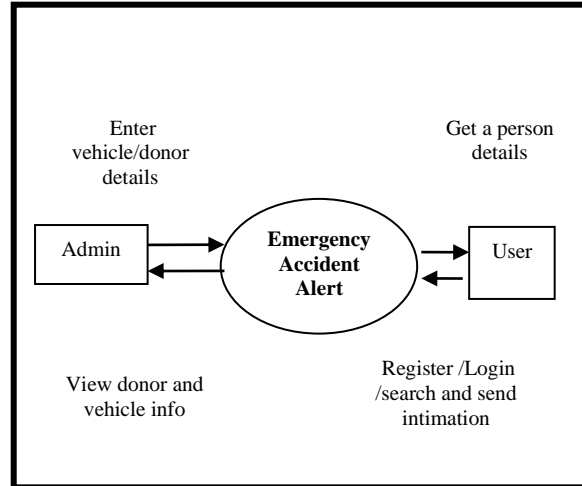 Enter
vehicle/donor
details
Get a person
details
Admin
Emergency
Accident
Alert
User
View donor and
vehicle info
Register /Login
/search and send
intimation